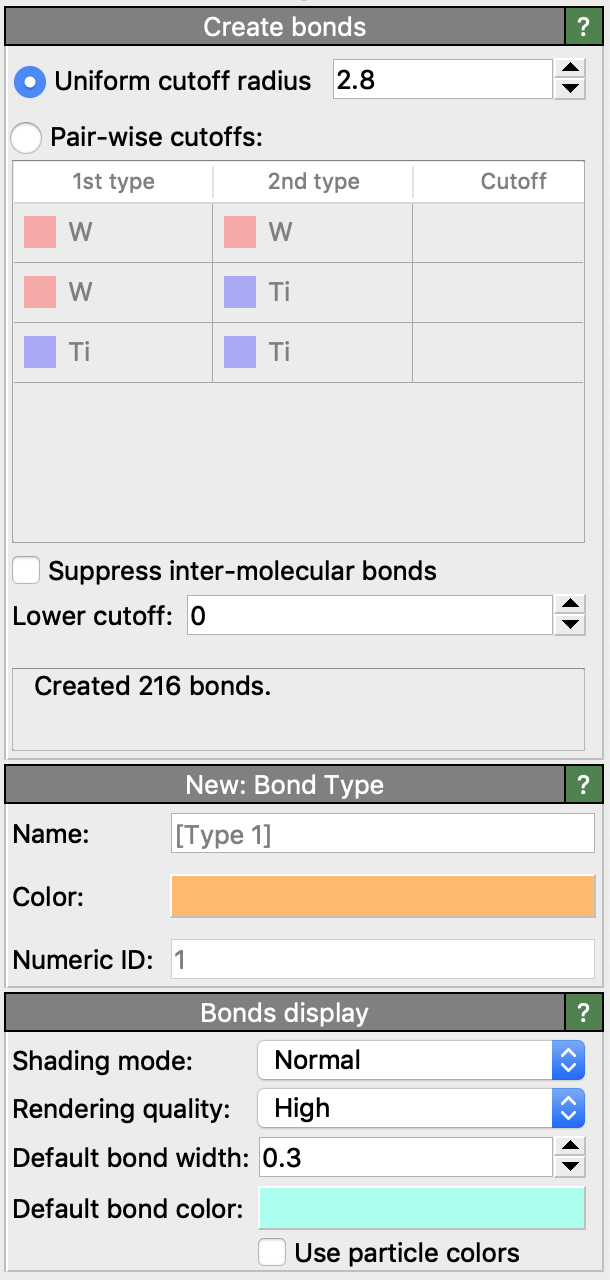 Create bonds ?
Uniform cutoff radius 2.8
Pair-wise cutoffs:
1st type 2nd type Cutoff
W W
W Ti
Ti Ti
Suppress inter-molecular bonds
Lower cutoff: 0
Created 216 bonds.
New: Bond Type ?
Name: [Type 1]
Color:
Numeric ID: 1
Bonds display ?
Shading mode: Normal
Rendering quality: High
Default bond width: 0.3
Default bond color:
Use particle colors